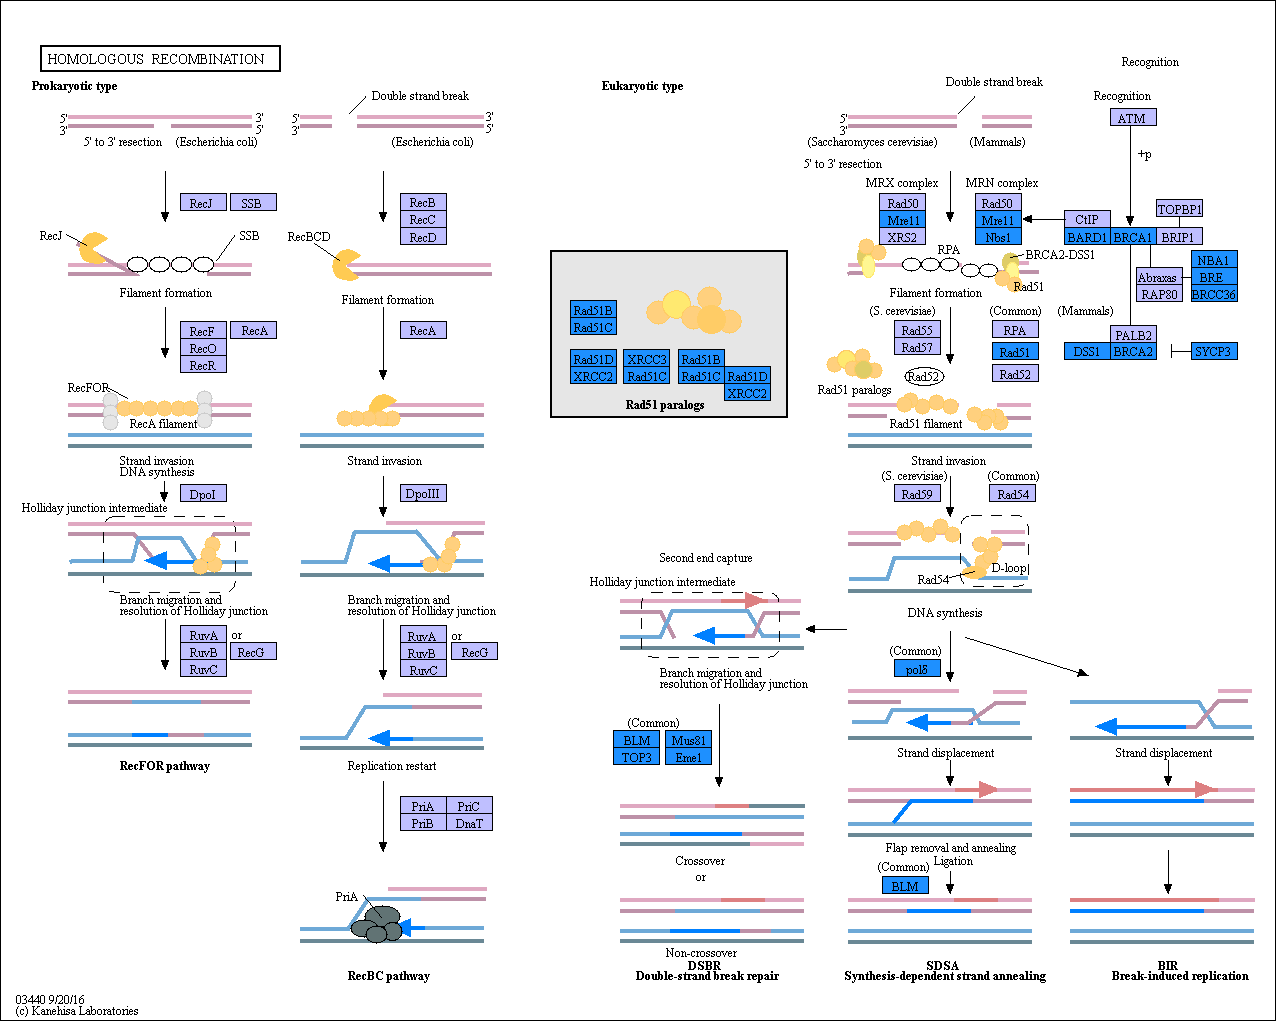 HOMOLOGOUS RECOMBINATION
Prokaryotic type
5'
3'
3'
5'
5' to 3' resection
(Escherichia coli)
RecJ
SSB
RecJ
SSB
Filament formation
RecF
RecA
RecO
RecR
RecFOR
RecA filament
Strand invasion
DNA synthesis
DpoI
Holliday junction intermediate
Branch migration and
resolution of Holliday junction
RuvA
or
RuvB
RecG
RuvC
RecFOR pathway
Double strand break
5'
3'
3'
5'
(Escherichia coli)
RecB
RecC
RecD
RecBCD
Filament formation
RecA
Strand invasion
DpoIII
Branch migration and
resolution of Holliday junction
RuvA
or
RuvB
RecG
RuvC
Replication restart
PriA
PriC
PriB
DnaT
PriA
RecBC pathway
Eukaryotic type
Rad51B
Rad51C
Rad51D
XRCC3
Rad51B
XRCC2
Rad51C
Rad51C
Rad51D
XRCC2
Rad51 paralogs
Double strand break
5'
3'
(Saccharomyces cerevisiae)
(Mammals)
5' to 3' resection
MRX complex
MRN complex
Rad50
Mre11
XRS2
Rad50
Mre11
Nbs1
RPA
BRCA2-DSS1
Rad51
Filament formation
(S. cerevisiae)
(Common)
(Mammals)
Rad55
Rad57
RPA
Rad51
Rad52
Rad52
Rad51 paralogs
Rad51 filament
Strand invasion
(S. cerevisiae)
(Common)
Rad59
Rad54
D-loop
Rad54
DNA synthesis
Recognition
Recognition
ATM
+p
TOPBP1
CtIP
BARD1
BRCA1
BRIP1
NBA1
Abraxas
BRE
RAP80
BRCC36
PALB2
DSS1
BRCA2
SYCP3
Second end capture
Holliday junction intermediate
Branch migration and
resolution of Holliday junction
(Common)
BLM
Mus81
TOP3
Eme1
Crossover
or
Non-crossover
DSBR
Double-strand break repair
(Common)
polδ
Strand displacement
Flap removal and annealing
Ligation
(Common)
BLM
SDSA
Synthesis-dependent strand annealing
Strand displacement
BIR
Break-induced replication
03440 9/20/16
(c) Kanehisa Laboratories